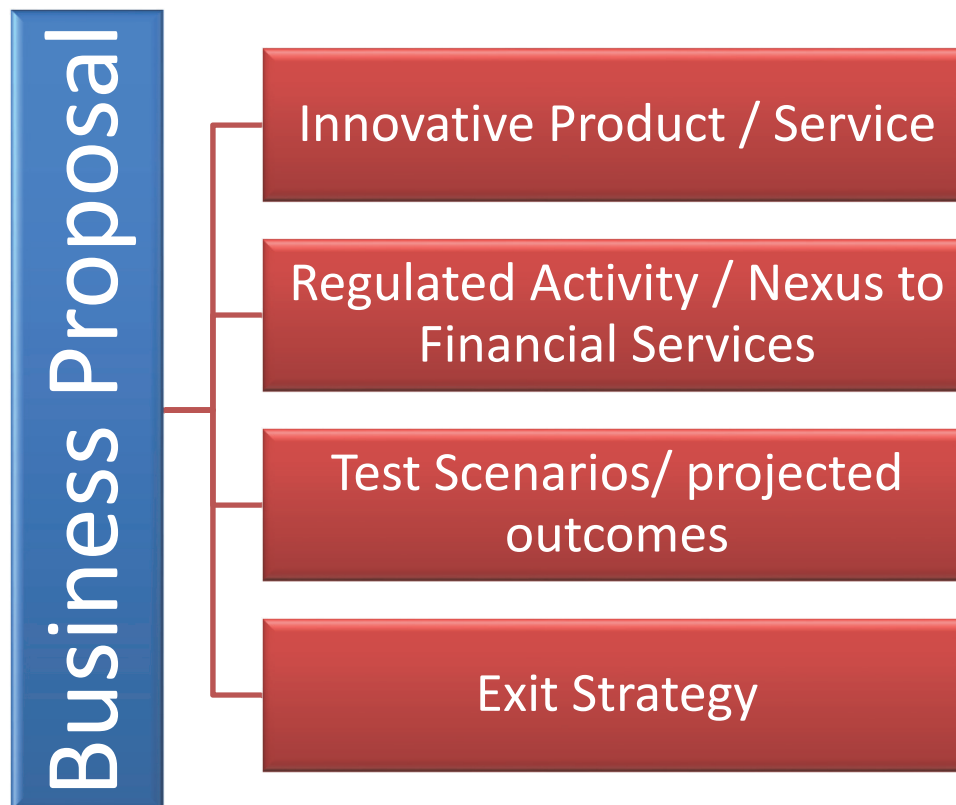 Business Proposal
Innovative Product / Service
Regulated Activity / Nexus to
Financial Services
Test Scenarios/ projected
outcomes
Exit Strategy